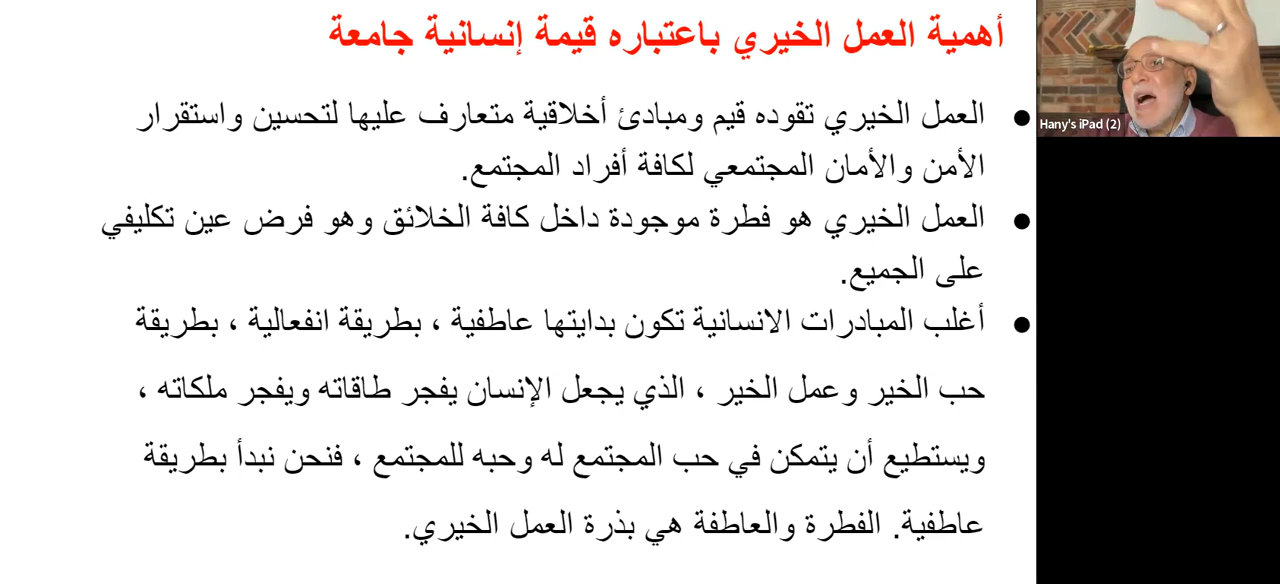 أهمية العمل الخيري باعتباره قيمة إنسانية جامعة
● العمل الخيري تقوده قيم ومبادئ أخلاقية متعارف عليها لتحسين واستقرار
الأمن والأمان المجتمعي لكافة أفراد المجتمع.
● العمل الخيري هو فطرة موجودة داخل كافة الخلائق وهو فرض عين تكليفي
على الجميع.
● أغلب المبادرات الانسانية تكون بدايتها عاطفية ، بطريقة انفعالية ، بطريقة
حب الخير وعمل الخير ، الذي يجعل الإنسان يفجر طاقاته ويفجر ملكاته ،
ويستطيع أن يتمكن في حب المجتمع له وحبه للمجتمع ، فنحن نبدأ بطريقة
عاطفية. الفطرة والعاطفة هي بذرة العمل الخيري.
Hany's iPad (2)